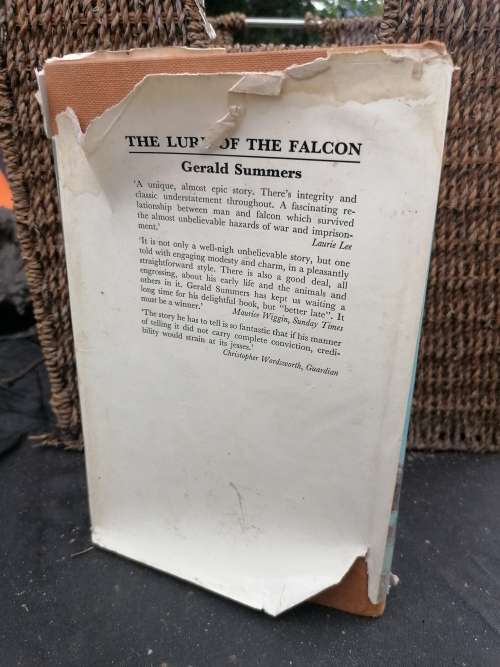 THE LUR OF THE FALCON
Gerald Summers
'A unique, almost epic story. There's integrity and
classic understatement throughout. A fascinating re-
lationship between man and falcon which survived
the almost unbelievable hazards of war and imprison-
ment.'
Laurie Lee
'It is not only a well-nigh unbelievable story, but one
told with engaging modesty and charm, in a pleasantly
straightforward style. There is also a good deal, all
engrossing, about his early life and the animals and
others in it. Gerald Summers has kept us waiting a
long time for his delightful book, but "better late". It
must be a winner.' Maurice Wiggin, Sunday Times
'The story he has to tell is so fantastic that if his manner
of telling it did not carry complete conviction, credi-
bility would strain at its jesses.'
Christopher Wordsworth, Guardian